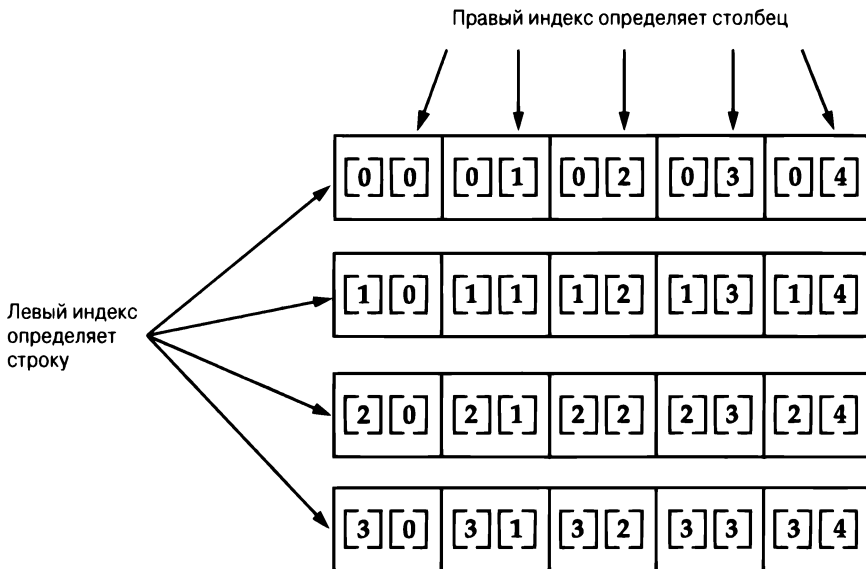 Правый индекс определяет столбец
[0][0] [0][1] [0][2] [0][3] [0][4]
[1][0] [1][1] [1][2] [1][3] [1][4]
Левый индекс
определяет
строку
[2][0] [2][1] [2][2] [2][3] [2][4]
[3][0] [3][1] [3][2] [3][3] [3][4]